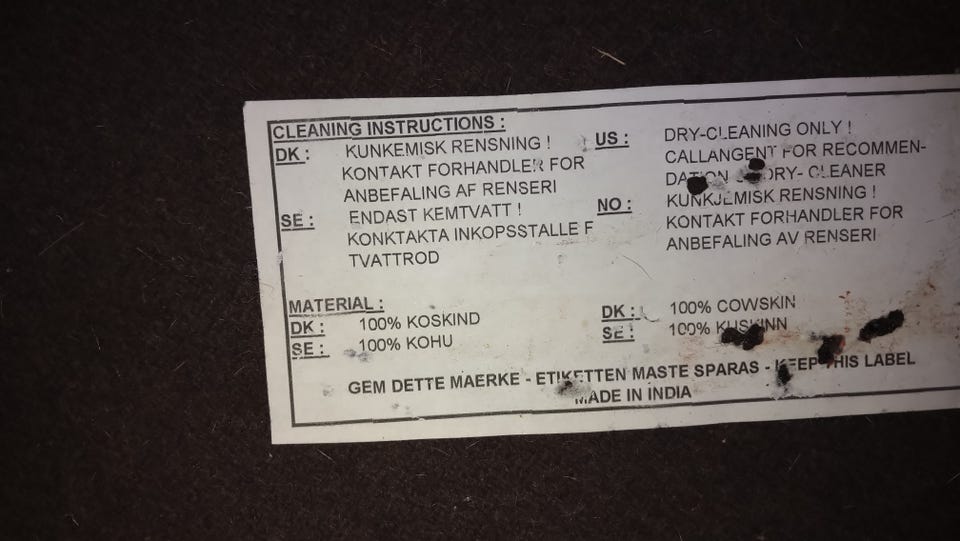 CLEANING INSTRUCTIONS :
DK : KUNKEMISK RENSNING !
KONTAKT FORHANDLER FOR
ANBEFALING AF RENSERI
SE : ENDAST KEMTVATT !
KONKTAKTA INKOPSSTALLE F
TVATTROD
US : DRY-CLEANING ONLY !
CALLANGENT FOR RECOMMEN-
DATION DRY- CLEANER
NO : KUNKJEMISK RENSNING !
KONTAKT FORHANDLER FOR
ANBEFALING AV RENSERI
MATERIAL :
DK : 100% KOSKIND
SE : 100% KOHU
DK : 100% COWSKIN
SE : 100% KUSKINN
GEM DETTE MAERKE - ETIKETTEN MASTE SPARAS - KEEP THIS LABEL
MADE IN INDIA